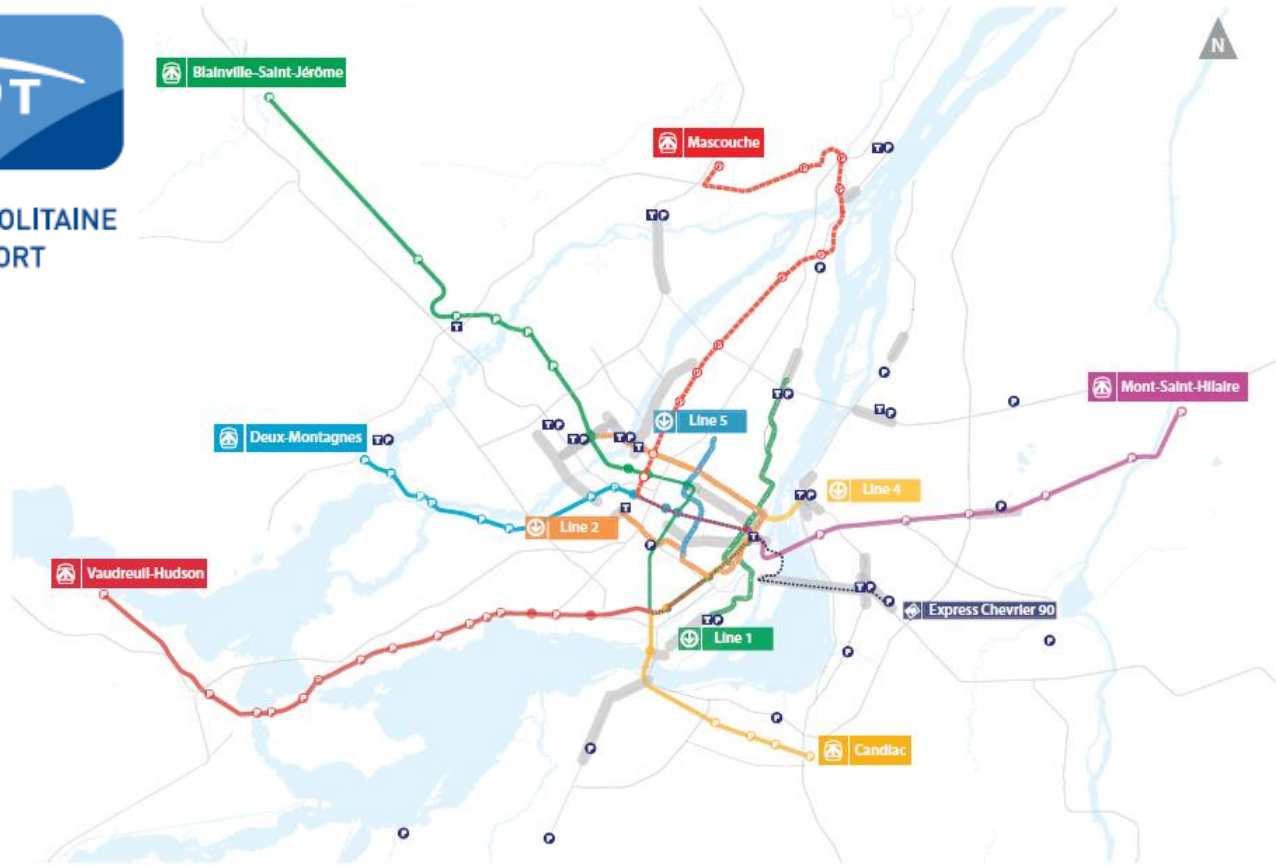 OLITAINE
ORT
N
Blainville–Saint-Jérôme
Mascouche
Mont-Saint-Hilaire
Line 5
Deux-Montagnes
Line 4
Line 2
Vaudreuil-Hudson
Express Chevrier 90
Line 1
Candiac